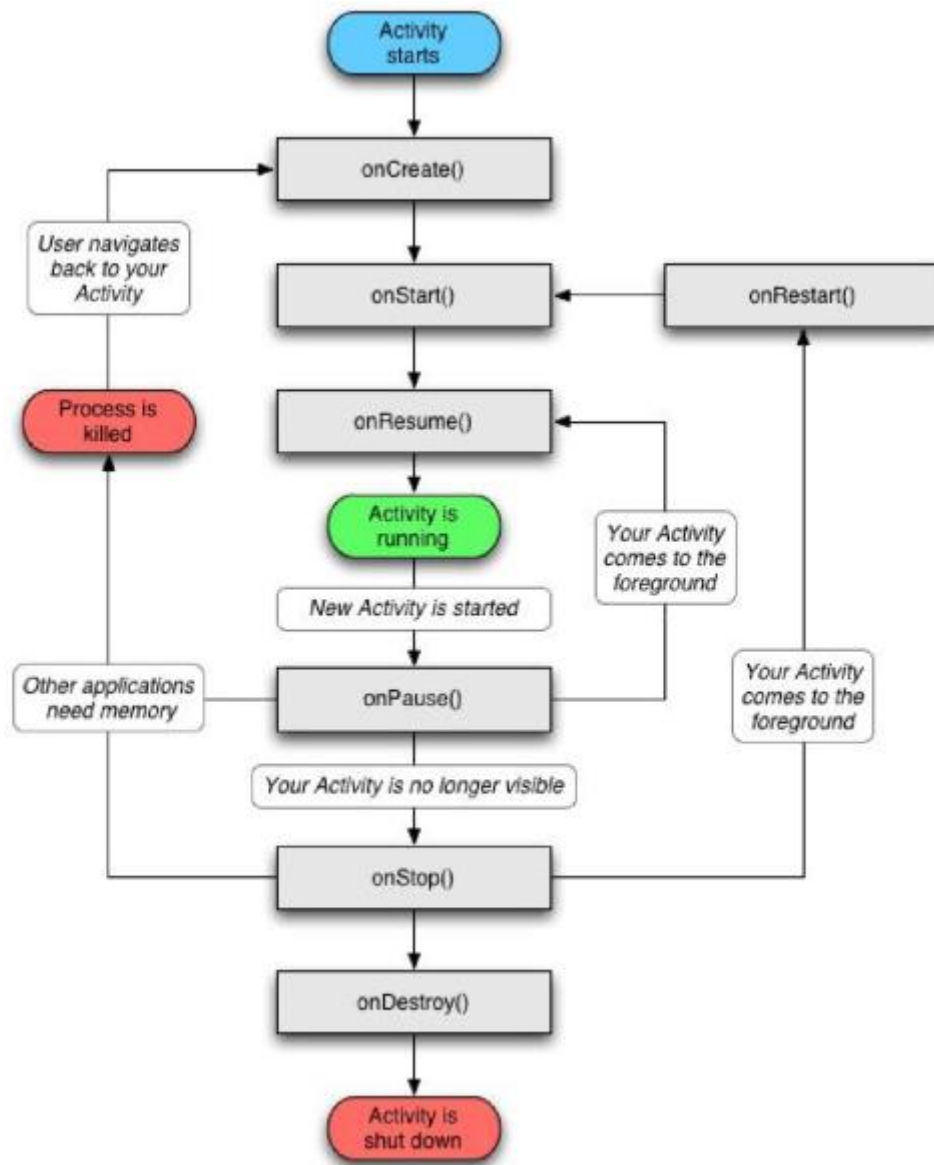 Activity
starts
onCreate()
User navigates
back to your
Activity
onStart()
onRestart()
Process is
killed
onResume()
Activity is
running
Your Activity
comes to the
foreground
New Activity is started
Other applications
need memory
onPause()
Your Activity
comes to the
foreground
Your Activity is no longer visible
onStop()
onDestroy()
Activity is
shut down